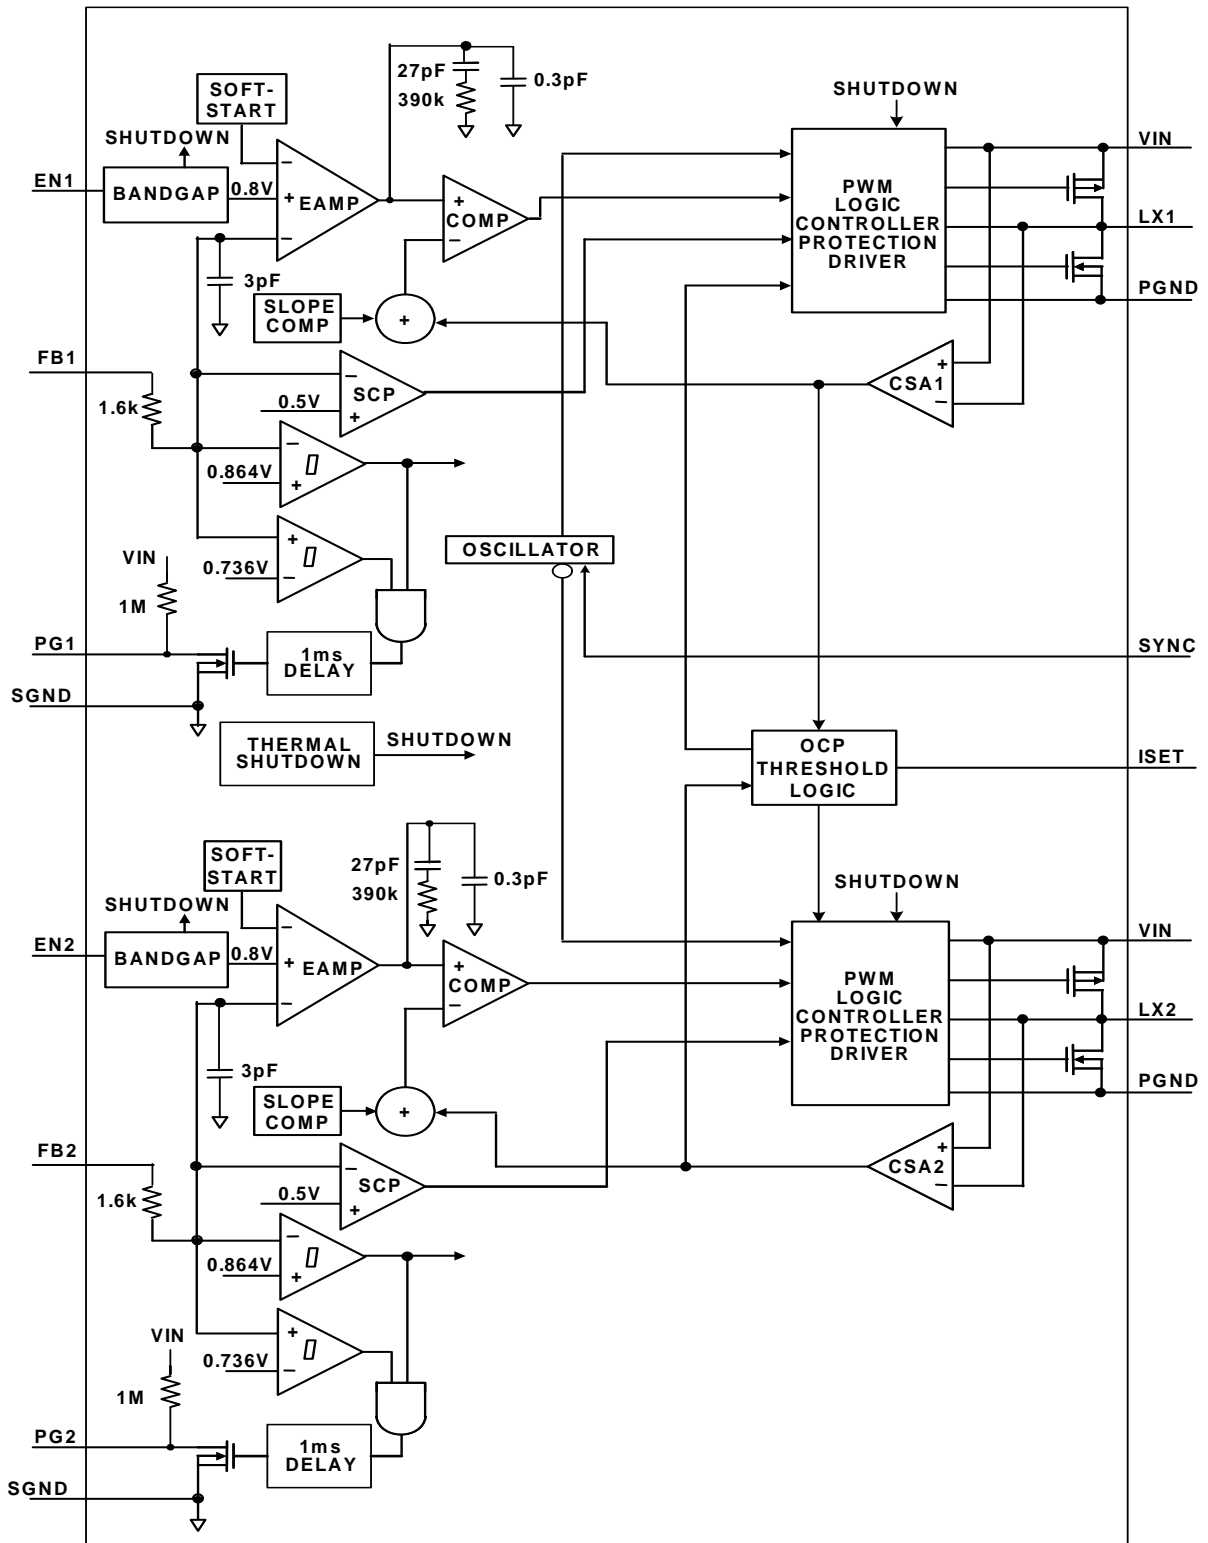 27pF
390k
0.3pF
SOFT-
START
SHUTDOWN
EN1
BANDGAP
0.8V
−
+
−
EAMP
+
−
COMP
3pF
SLOPE
COMP
+
SHUTDOWN
PWM
LOGIC
CONTROLLER
PROTECTION
DRIVER
VIN
LX1
PGND
FB1
1.6k
−
+
SCP
0.5V
+
−
CSA1
−
+
0.864V
+
−
0.736V
OSCILLATOR
VIN
1M
PG1
1ms
DELAY
SYNC
SGND
THERMAL
SHUTDOWN
SHUTDOWN
OCP
THRESHOLD
LOGIC
ISET
27pF
390k
0.3pF
SOFT-
START
SHUTDOWN
EN2
BANDGAP
0.8V
−
+
−
EAMP
+
−
COMP
3pF
SLOPE
COMP
+
SHUTDOWN
PWM
LOGIC
CONTROLLER
PROTECTION
DRIVER
VIN
LX2
PGND
FB2
1.6k
−
+
SCP
0.5V
+
−
CSA2
−
+
0.864V
+
−
0.736V
VIN
1M
PG2
1ms
DELAY
SGND